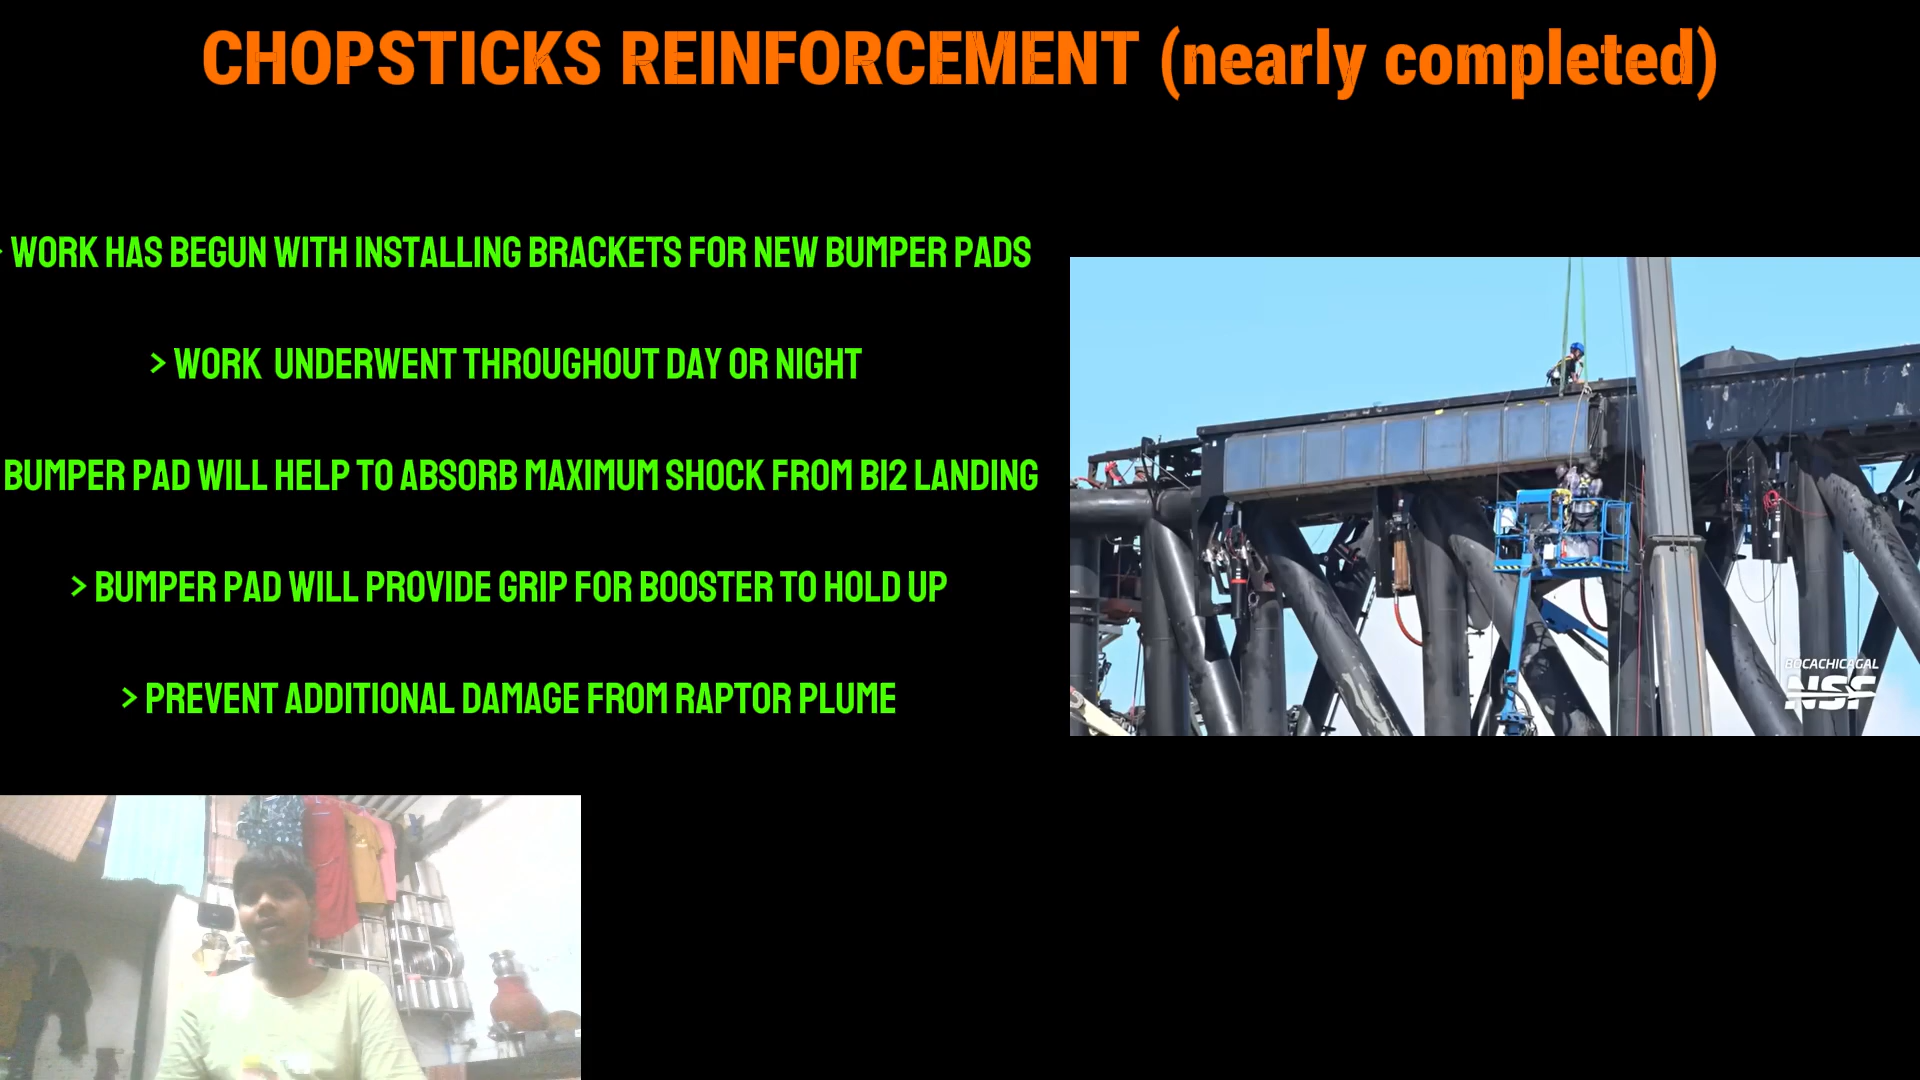 CHOPSTICKS REINFORCEMENT (nearly completed)
WORK HAS BEGUN WITH INSTALLING BRACKETS FOR NEW BUMPER PADS
> WORK UNDERWENT THROUGHOUT DAY OR NIGHT
BUMPER PAD WILL HELP TO ABSORB MAXIMUM SHOCK FROM B12 LANDING
> BUMPER PAD WILL PROVIDE GRIP FOR BOOSTER TO HOLD UP
> PREVENT ADDITIONAL DAMAGE FROM RAPTOR PLUME
BOCACHICAGAL
NSF